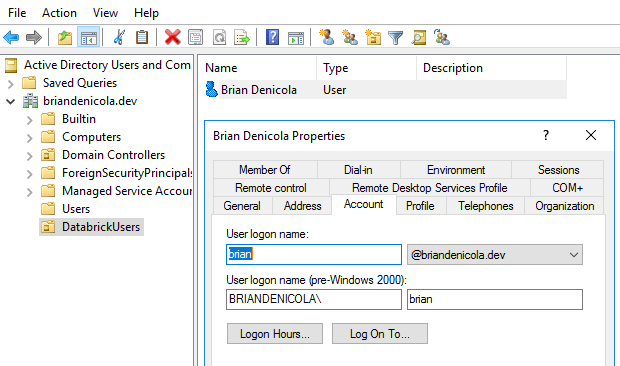 File Action View Help
Active Directory Users and Com
Saved Queries
briandenicola.dev
Builtin
Computers
Domain Controllers
ForeignSecurityPrincipals
Managed Service Accour
Users
DatabrickUsers
Name Type Description
Brian Denicola User
Brian Denicola Properties ?
Member Of Dial-in Environment Sessions
Remote control Remote Desktop Services Profile COM+
General Address Account Profile Telephones Organization
User logon name:
brian @briandenicola.dev
User logon name (pre-Windows 2000):
BRIANDENICOLA\ brian
Logon Hours... Log On To...